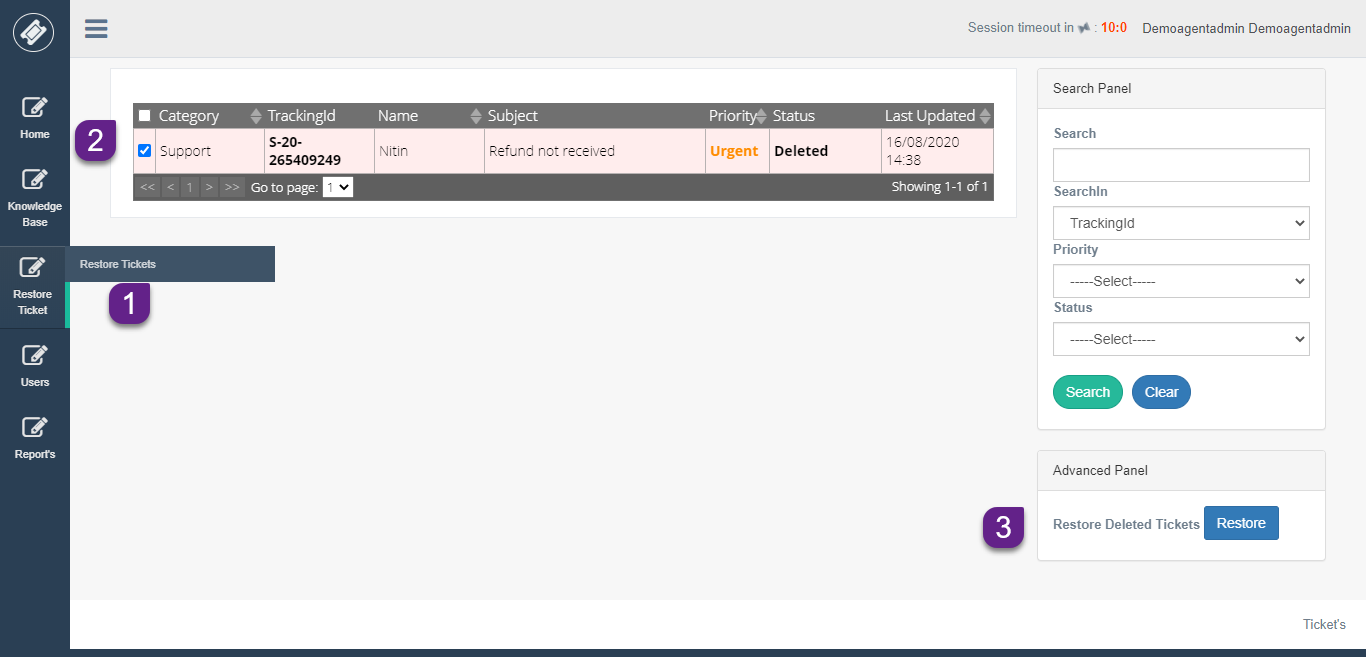 Session timeout in : 10:0 Demoagentadmin Demoagentadmin
Home
Knowledge
Base
Restore
Ticket
Users
Report's
Restore Tickets
1
2
Category TrackingId Name Subject Priority Status Last Updated
Support S-20-265409249 Nitin Refund not received Urgent Deleted 16/08/2020 14:38
<< < 1 > >> Go to page: 1 Showing 1-1 of 1
Search Panel
Search
SearchIn
TrackingId
Priority
-----Select-----
Status
-----Select-----
Search Clear
Advanced Panel
3
Restore Deleted Tickets Restore
Ticket's